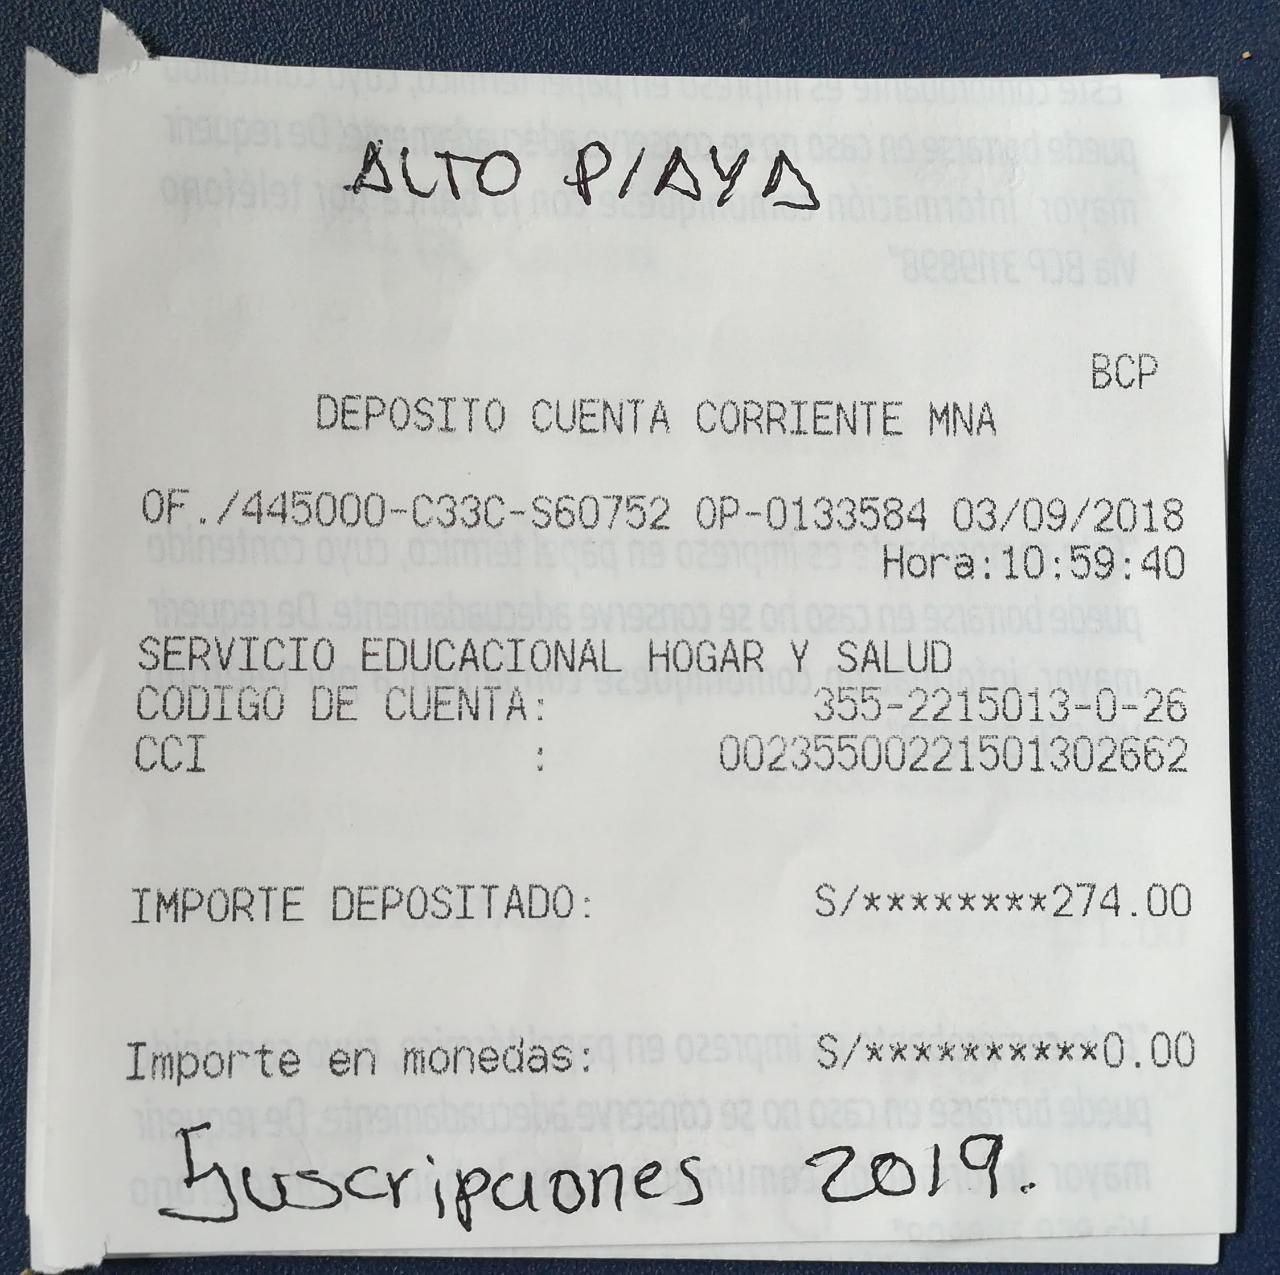 ALTO PlAYA
BCP
DEPOSITO CUENTA CORRIENTE MNA
OF./445000-C33C-S60752 OP-0133584 03/09/2018
Hora:10:59:40
SERVICIO EDUCACIONAL HOGAR Y SALUD
CODIGO DE CUENTA: 355-2215013-0-26
CCI : 00235500221501302662
IMPORTE DEPOSITADO: S/********274.00
Importe en monedas: S/**********0.00
Suscripciones 2019.